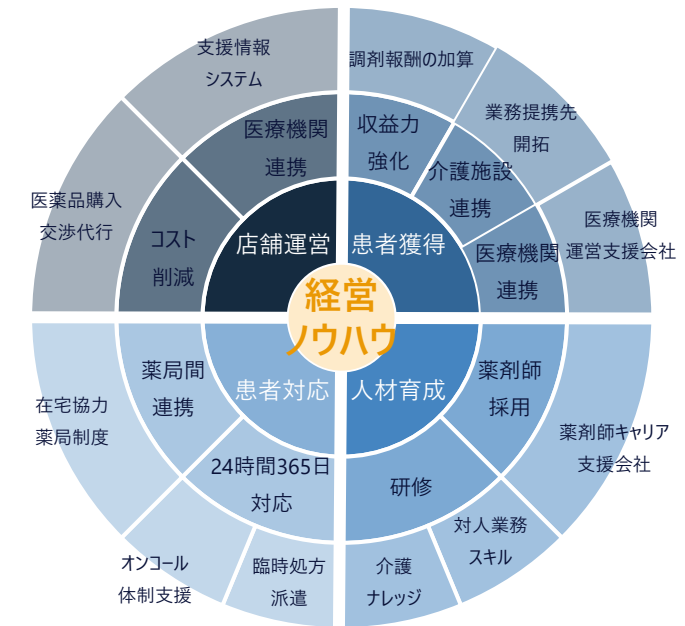 支援情報
システム
調剤報酬の加算
業務提携先
開拓
医療機関
連携
収益力
強化
介護施設
連携
医薬品購入
交渉代行
コスト
削減
店舗運営
患者獲得
医療機関
連携
医療機関
運営支援会社
経営
ノウハウ
在宅協力
薬局制度
薬局間
連携
患者対応
人材育成
薬剤師
採用
薬剤師キャリア
支援会社
24時間365日
対応
研修
オンコール
体制支援
臨時処方
派遣
介護
ナレッジ
対人業務
スキル